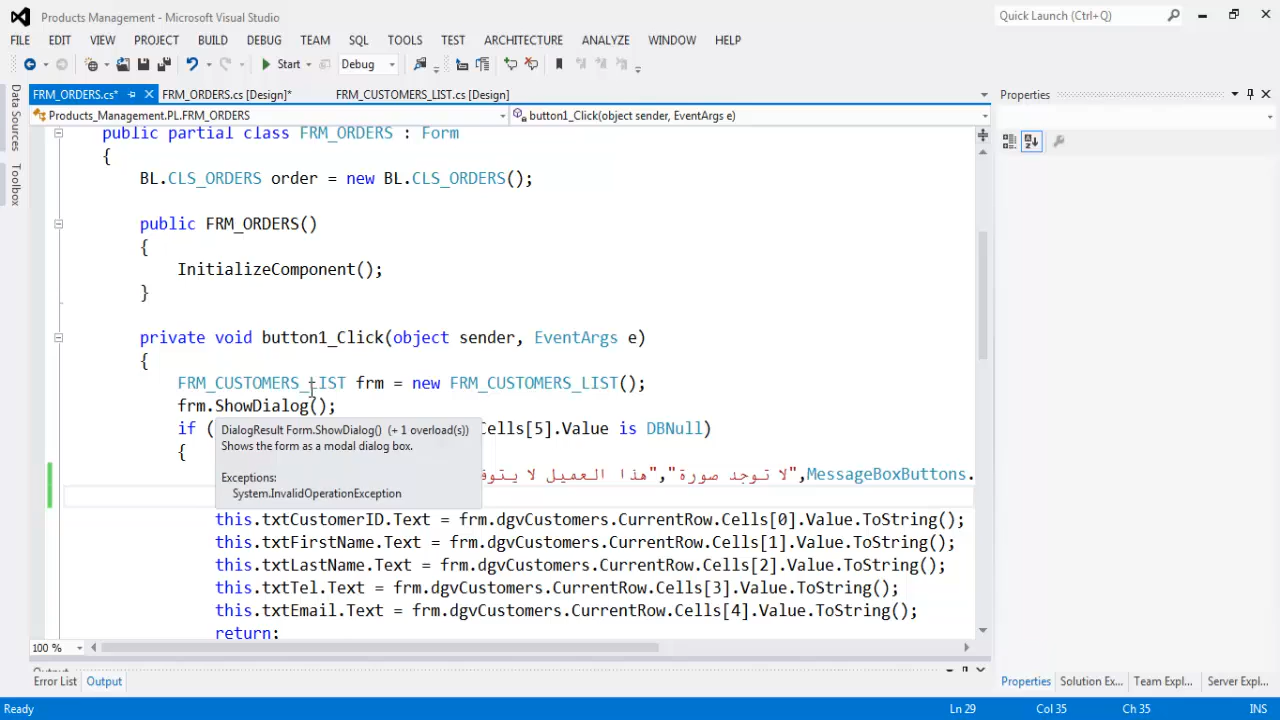 Products Management - Microsoft Visual Studio
Quick Launch (Ctrl+Q)
FILE EDIT VIEW PROJECT BUILD DEBUG TEAM SQL TOOLS TEST ARCHITECTURE ANALYZE WINDOW HELP
Start Debug
Data Sources
Toolbox
FRM_ORDERS.cs* FRM_ORDERS.cs [Design]* FRM_CUSTOMERS_LIST.cs [Design]
Properties
Products_Management.PL.FRM_ORDERS button1_Click(object sender, EventArgs e)
public partial class FRM_ORDERS : Form
{
BL.CLS_ORDERS order = new BL.CLS_ORDERS();
public FRM_ORDERS()
{
InitializeComponent();
}
private void button1_Click(object sender, EventArgs e)
{
FRM_CUSTOMERS_LIST frm = new FRM_CUSTOMERS_LIST();
frm.ShowDialog();
if ( Cells[5].Value is DBNull)
DialogResult Form.ShowDialog() (+ 1 overload(s))
Shows the form as a modal dialog box.
Exceptions:
System.InvalidOperationException
{
هذا العميل لا","لا توجد صورة",MessageBoxButtons.
this.txtCustomerID.Text = frm.dgvCustomers.CurrentRow.Cells[0].Value.ToString();
this.txtFirstName.Text = frm.dgvCustomers.CurrentRow.Cells[1].Value.ToString();
this.txtLastName.Text = frm.dgvCustomers.CurrentRow.Cells[2].Value.ToString();
this.txtTel.Text = frm.dgvCustomers.CurrentRow.Cells[3].Value.ToString();
this.txtEmail.Text = frm.dgvCustomers.CurrentRow.Cells[4].Value.ToString();
return;
100 %
Error List Output
Properties Solution Ex... Team Expl... Server Expl...
Ready Ln 29 Col 35 Ch 35 INS